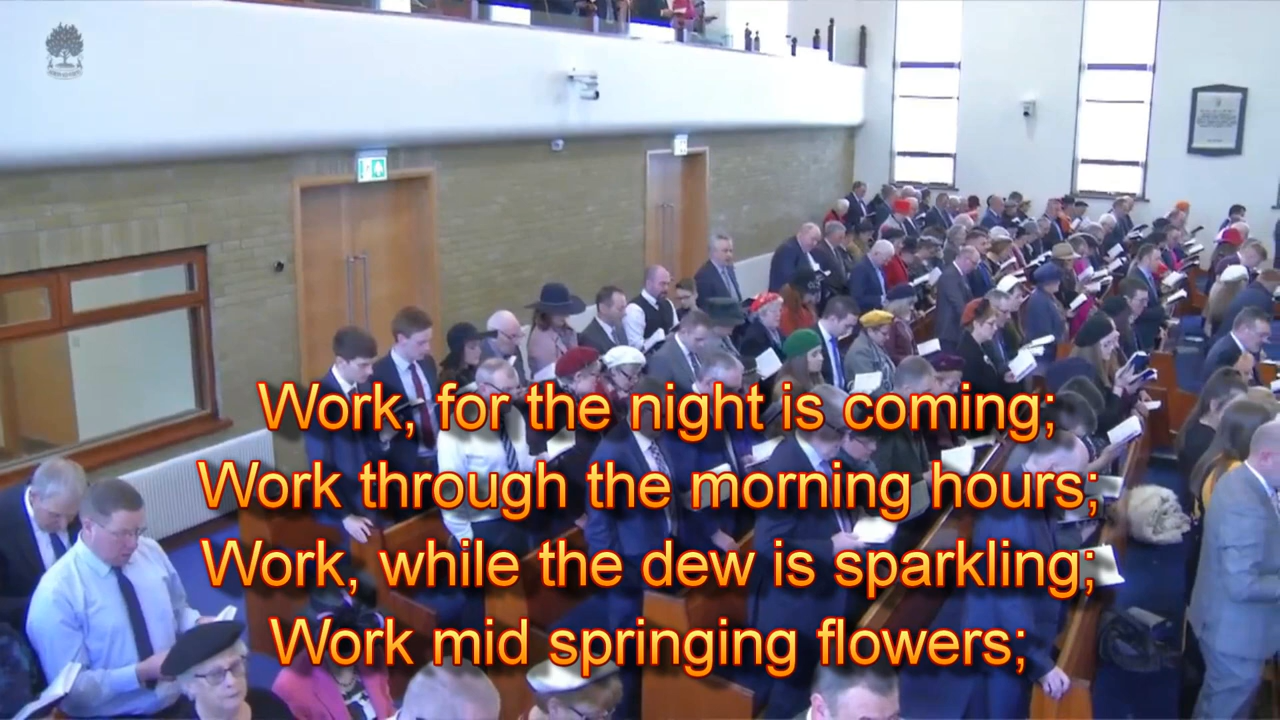 Work, for the night is coming;
Work through the morning hours;
Work, while the dew is sparkling;
Work mid springing flowers;